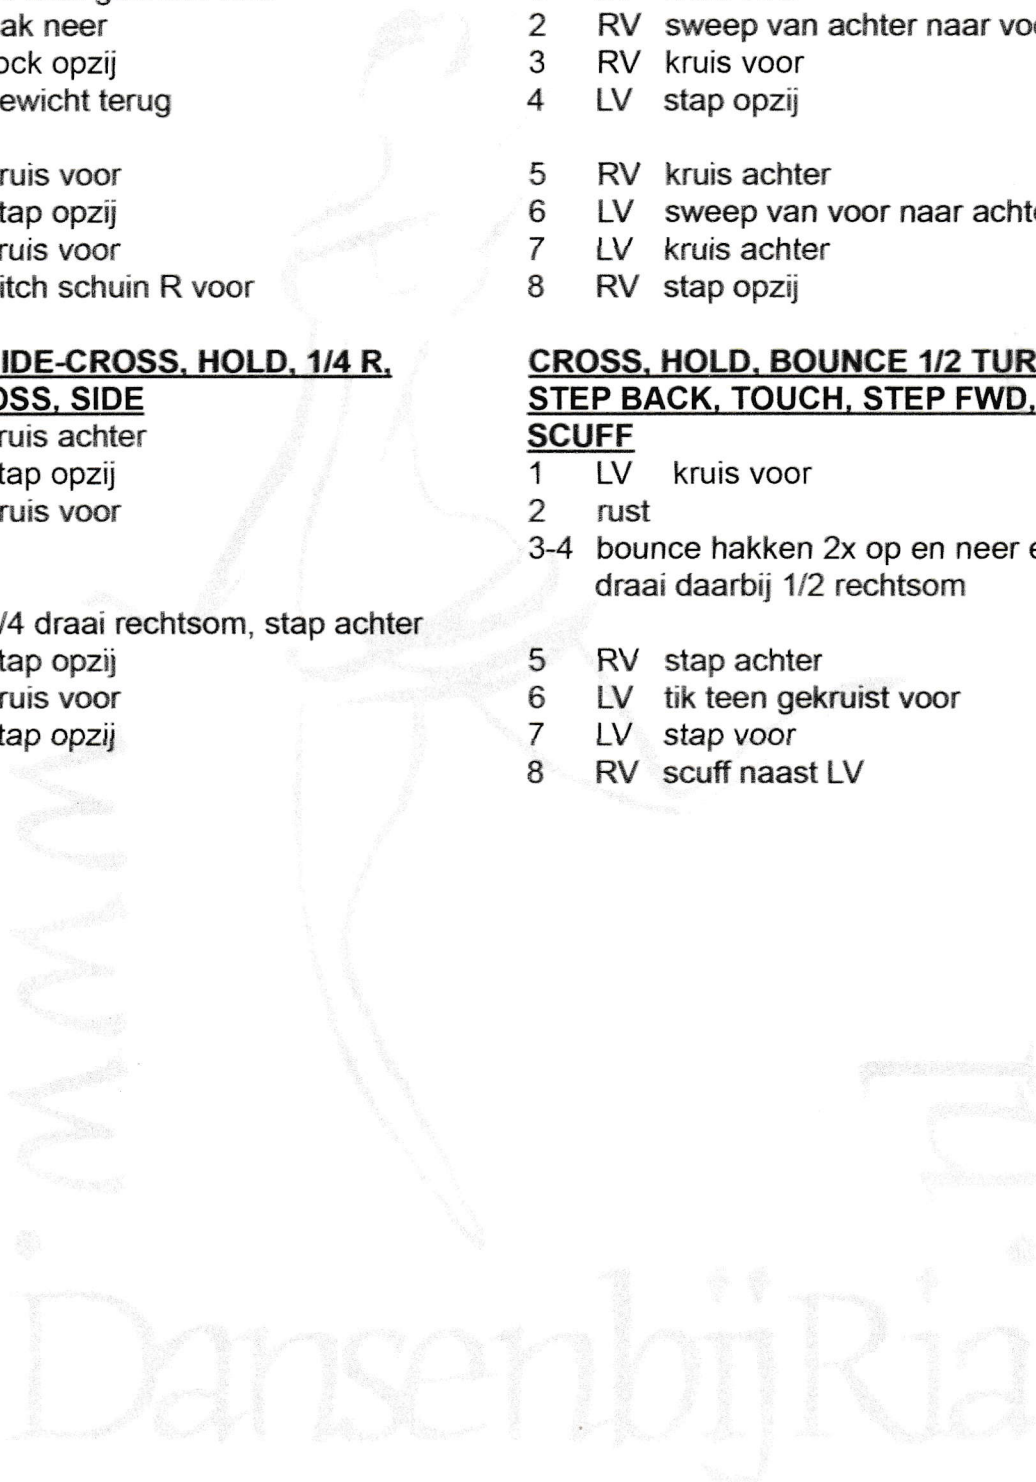 ak neer
ock opzij
ewicht terug
ruis voor
tap opzij
ruis voor
itch schuin R voor
IDE-CROSS, HOLD, 1/4 R,
OSS, SIDE
ruis achter
tap opzij
ruis voor
/4 draai rechtsom, stap achter
tap opzij
ruis voor
tap opzij
2 RV sweep van achter naar voo
3 RV kruis voor
4 LV stap opzij
5 RV kruis achter
6 LV sweep van voor naar achte
7 LV kruis achter
8 RV stap opzij
CROSS, HOLD, BOUNCE 1/2 TUR
STEP BACK, TOUCH, STEP FWD,
SCUFF
1 LV kruis voor
2 rust
3-4 bounce hakken 2x op en neer e
draai daarbij 1/2 rechtsom
5 RV stap achter
6 LV tik teen gekruist voor
7 LV stap voor
8 RV scuff naast LV
www.DansenbijRia.nl